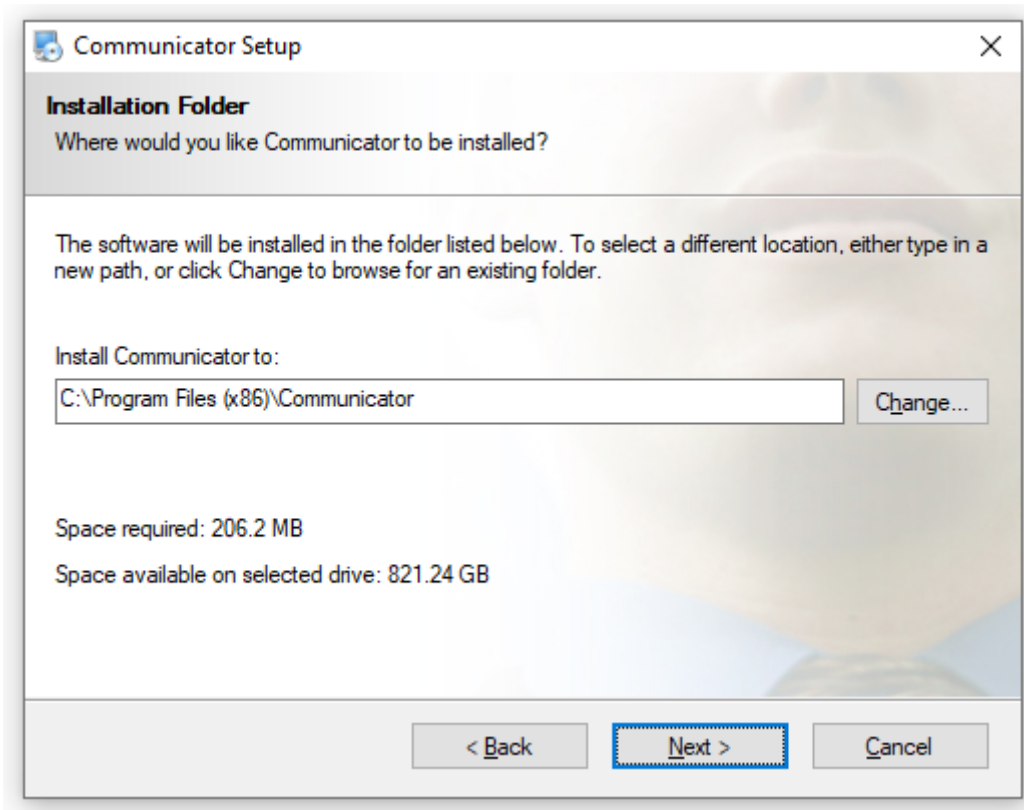 Communicator Setup
Installation Folder
Where would you like Communicator to be installed?
The software will be installed in the folder listed below. To select a different location, either type in a
new path, or click Change to browse for an existing folder.
Install Communicator to:
C:\Program Files (x86)\Communicator
Change...
Space required: 206.2 MB
Space available on selected drive: 821.24 GB
< Back
Next >
Cancel